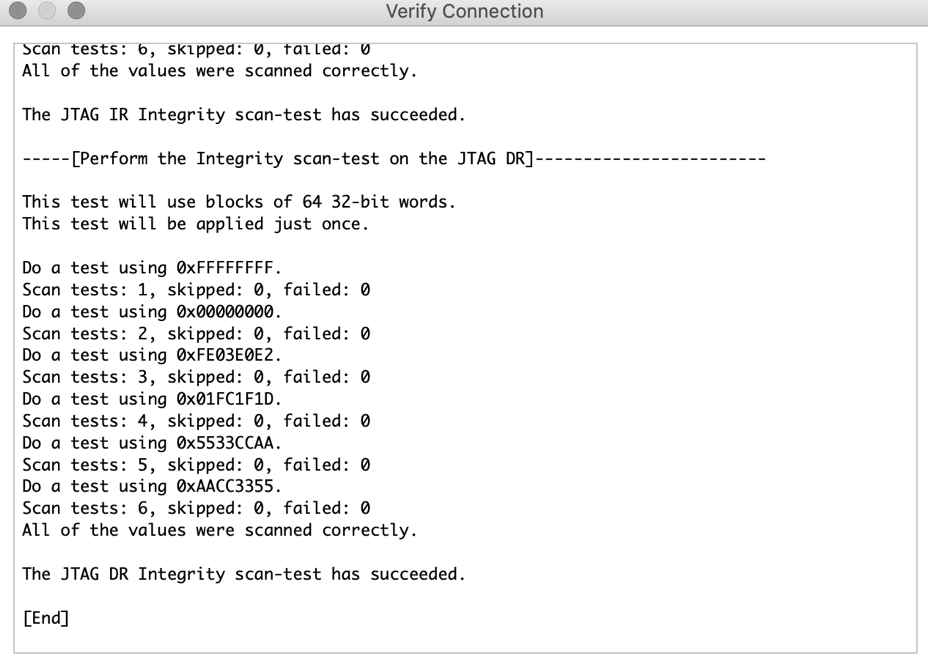 Verify Connection
Scan tests: 6, skipped: 0, failed: 0
All of the values were scanned correctly.
The JTAG IR Integrity scan-test has succeeded.
-----[Perform the Integrity scan-test on the JTAG DR]------------------------
This test will use blocks of 64 32-bit words.
This test will be applied just once.
Do a test using 0xFFFFFFFF.
Scan tests: 1, skipped: 0, failed: 0
Do a test using 0x00000000.
Scan tests: 2, skipped: 0, failed: 0
Do a test using 0xFE03E0E2.
Scan tests: 3, skipped: 0, failed: 0
Do a test using 0x01FC1F1D.
Scan tests: 4, skipped: 0, failed: 0
Do a test using 0x5533CCAA.
Scan tests: 5, skipped: 0, failed: 0
Do a test using 0xAACC3355.
Scan tests: 6, skipped: 0, failed: 0
All of the values were scanned correctly.
The JTAG DR Integrity scan-test has succeeded.
[End]